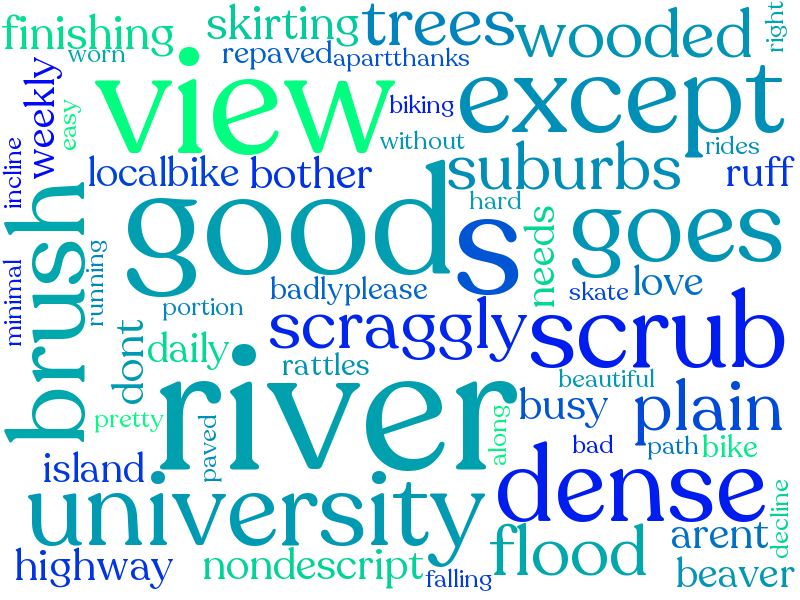 finishing
skirting
trees
wooded
right
worn
repaved
apartthanks
view
except
weekly
easy
biking
without
rides
incline
localbike
bother
suburbs
ruff
good
s
hard
goes
brush
needs
running
minimal
badlyplease
skate
love
portion
scraggly
scrub
dont
daily
rattles
river
beautiful
busy
plain
pretty
paved
along
bad
path
bike
island
dense
university
decline
flood
arent
highway
nondescript
falling
beaver